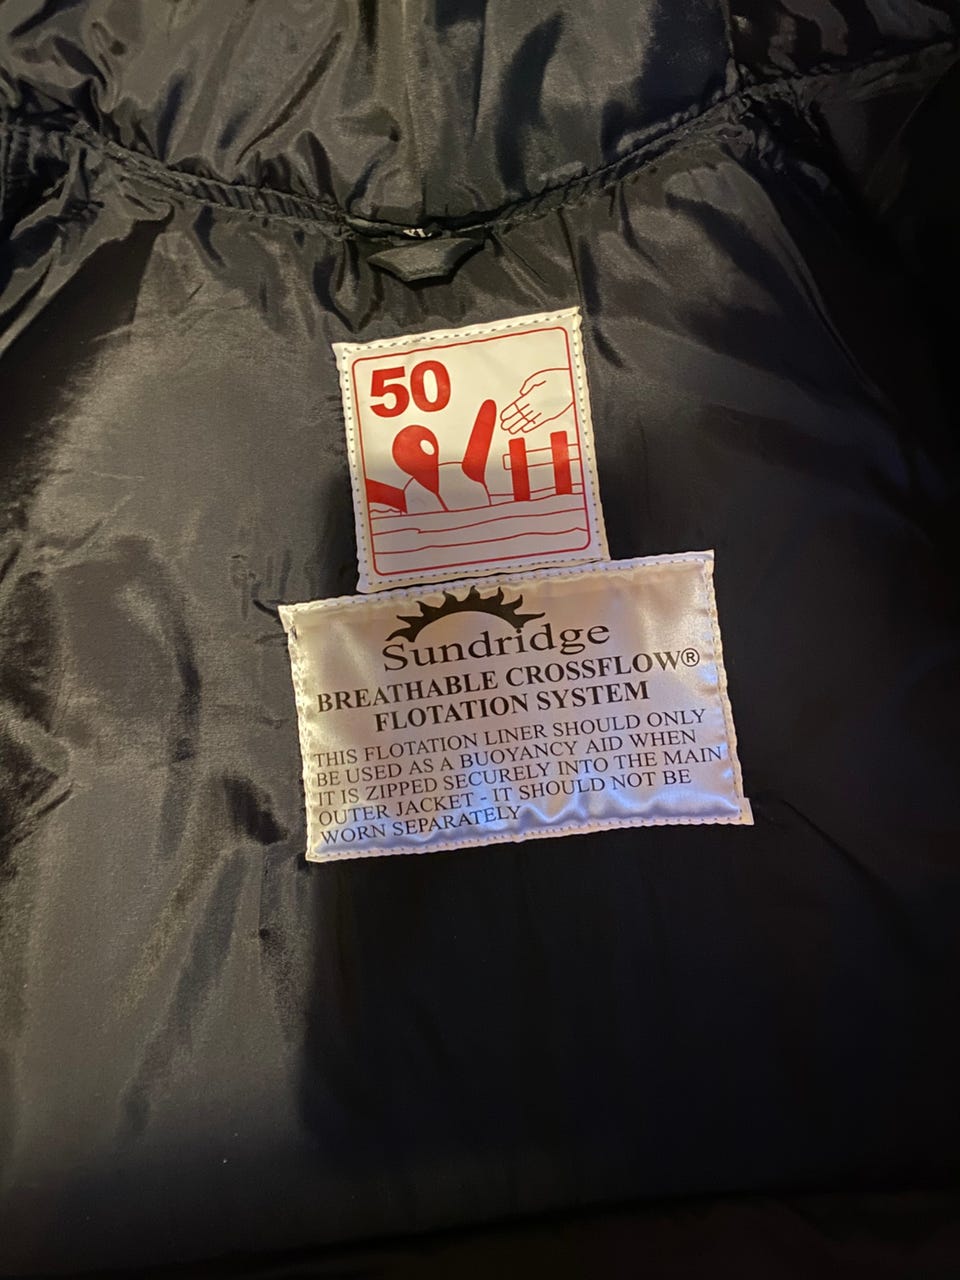 50
Sundridge
BREATHABLE CROSSFLOW®
FLOTATION SYSTEM
THIS FLOTATION LINER SHOULD ONLY
BE USED AS A BUOYANCY AID WHEN
IT IS ZIPPED SECURELY INTO THE MAIN
OUTER JACKET - IT SHOULD NOT BE
WORN SEPARATELY